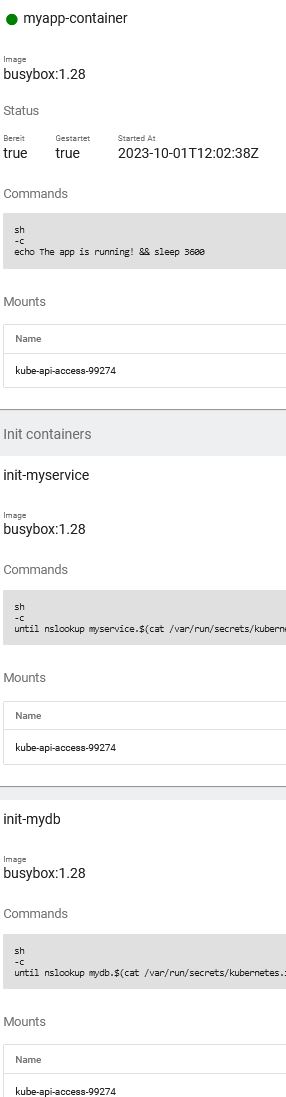 myapp-container
Image
busybox:1.28
Status
Bereit Gestartet Started At
true true 2023-10-01T12:02:38Z
Commands
sh
-c
echo The app is running! && sleep 3600
Mounts
Name
kube-api-access-99274
Init containers
init-myservice
Image
busybox:1.28
Commands
sh
-c
until nslookup myservice.$(cat /var/run/secrets/kuberne
Mounts
Name
kube-api-access-99274
init-mydb
Image
busybox:1.28
Commands
sh
-c
until nslookup mydb.$(cat /var/run/secrets/kubernetes.
Mounts
Name
kube-api-access-99274